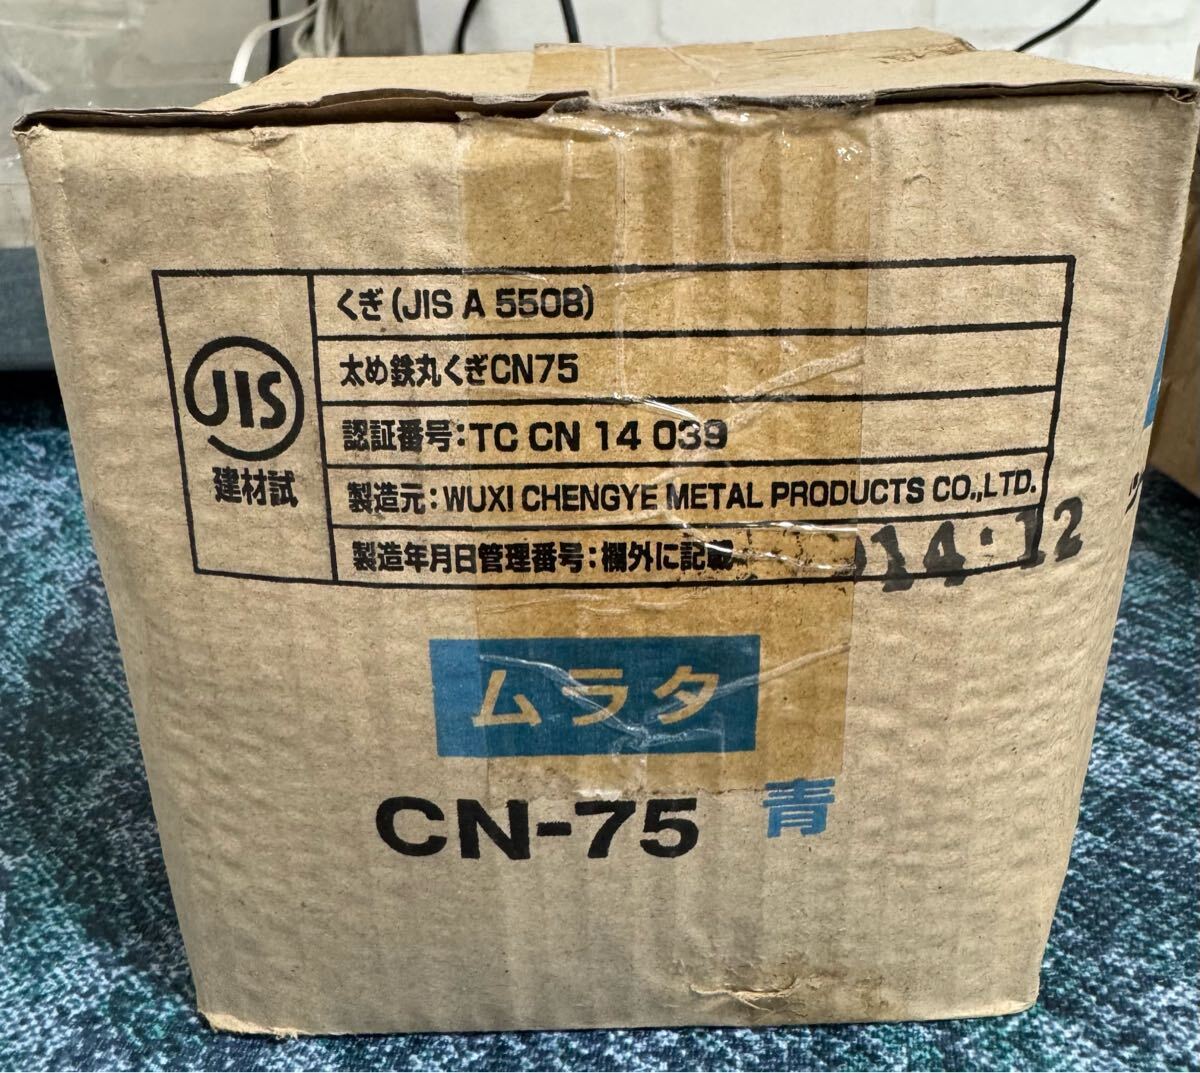 くぎ(JIS A 5508)
太め鉄丸くぎCN75
認証番号:TC CN 14 039
製造元:WUXI CHENGYE METAL PRODUCTS CO.,LTD.
製造年月日管理番号:欄外に記載
JIS
建材試
14.12
ムラタ
CN-75 青